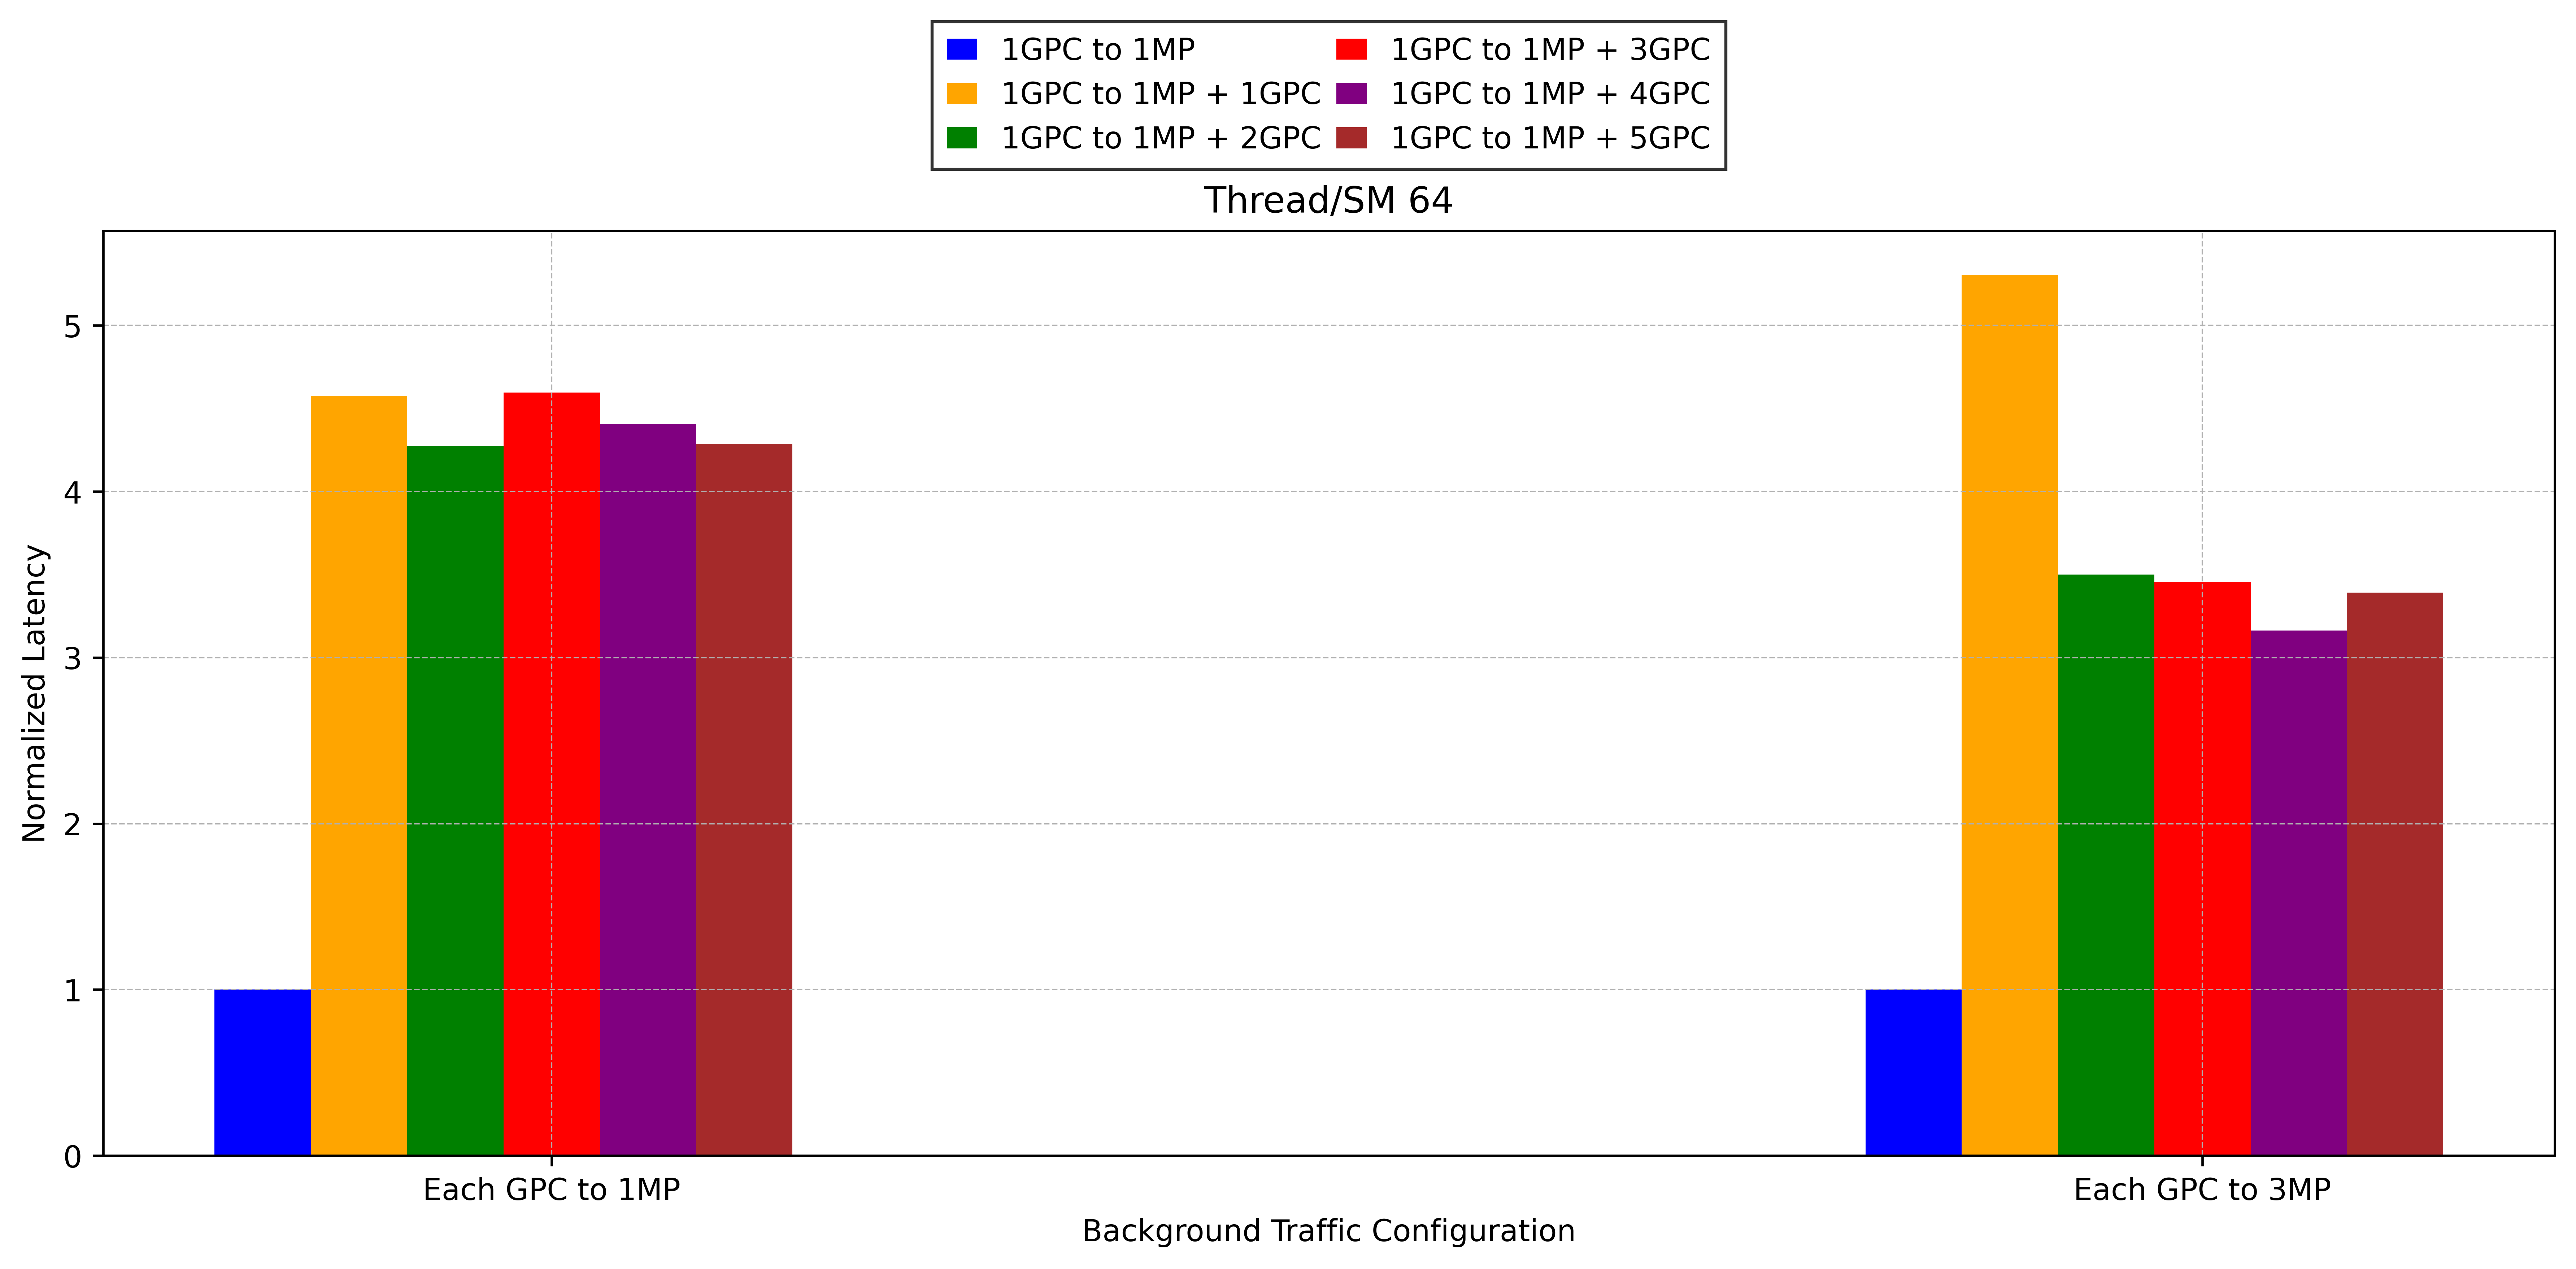 1GPC to 1MP
1GPC to 1MP + 1GPC
1GPC to 1MP + 2GPC
1GPC to 1MP + 3GPC
1GPC to 1MP + 4GPC
1GPC to 1MP + 5GPC
Thread/SM 64
Normalized Latency
5
4
3
2
1
0
Each GPC to 1MP
Each GPC to 3MP
Background Traffic Configuration